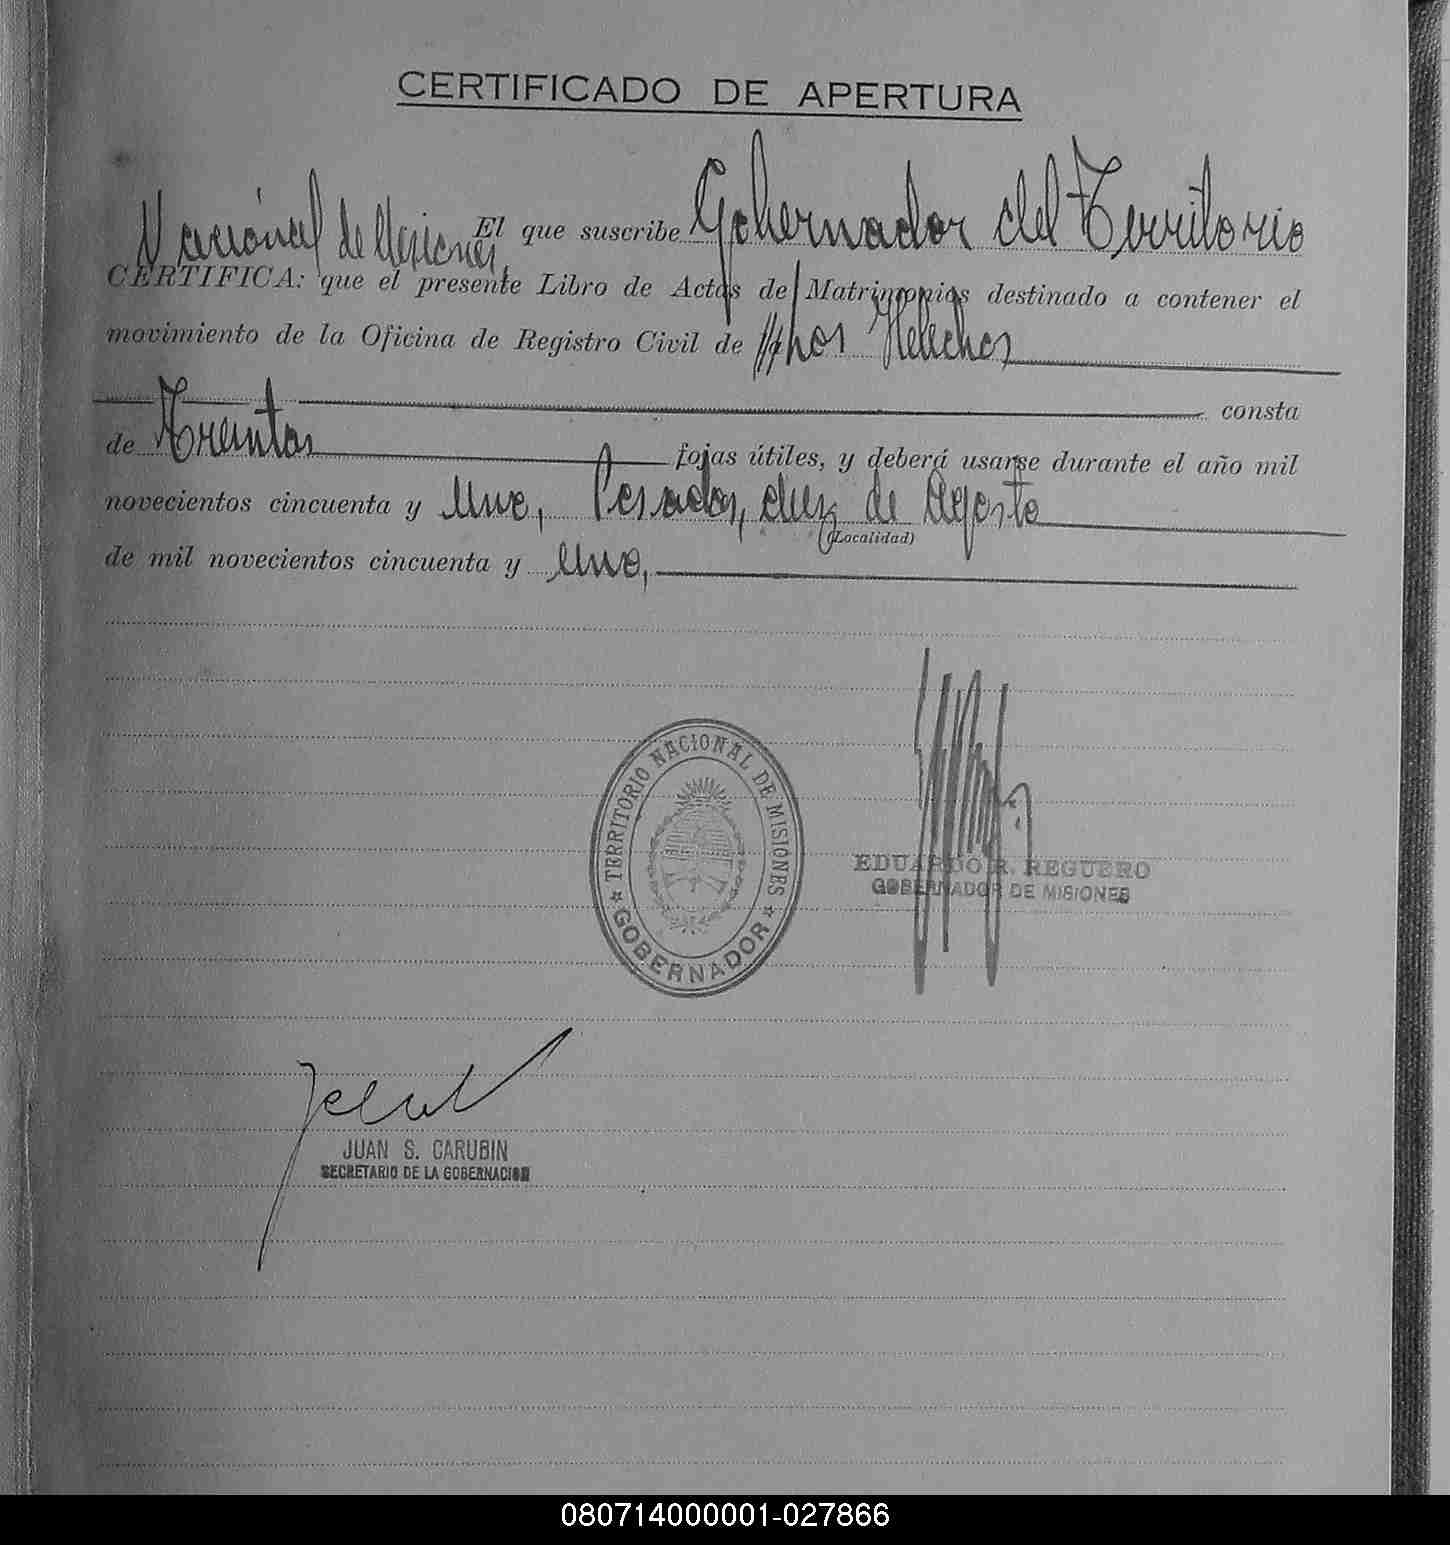 CERTIFICADO DE APERTURA
El que suscribe Gobernador del Territorio
Nacional de Misiones,
CERTIFICA: que el presente Libro de Actas de Matrimonios destinado a contener el
movimiento de la Oficina de Registro Civil de Los Helechos
consta
de Treinta fojas útiles, y deberá usarse durante el año mil
novecientos cincuenta y uno, Posadas, diez de Agosto
(Localidad)
de mil novecientos cincuenta y uno,
TERRITORIO NACIONAL DE MISIONES
GOBERNADOR
EDUARDO R. REGUERO
GOBERNADOR DE MISIONES
JUAN S. CARUBIN
SECRETARIO DE LA GOBERNACION
080714000001-027866